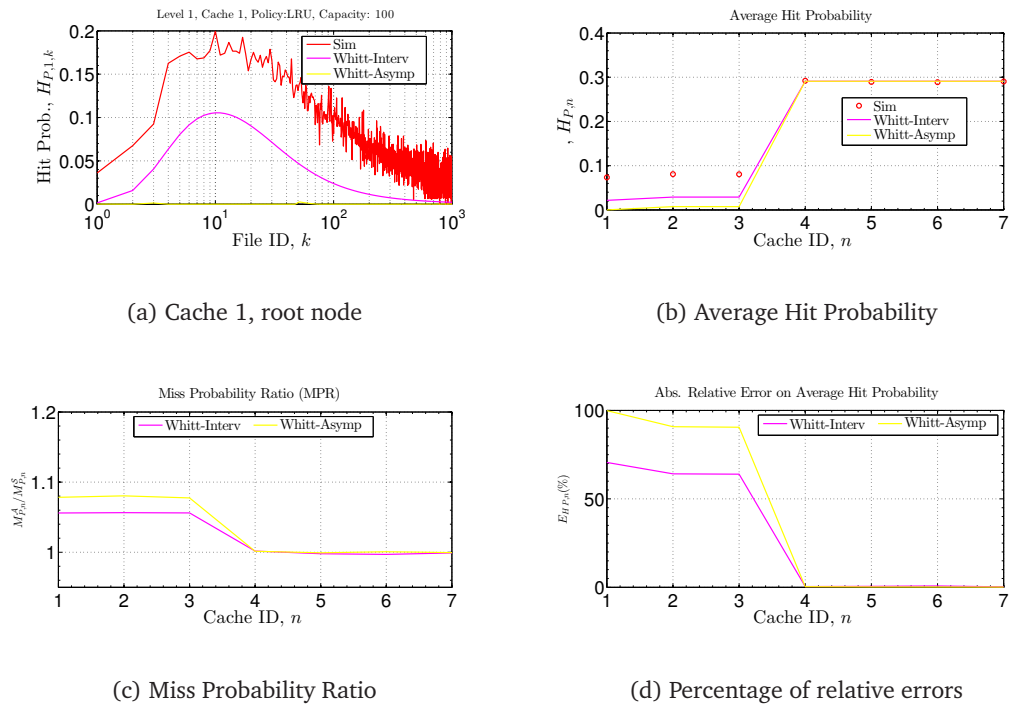 Level 1, Cache 1, Policy:LRU, Capacity: 100
Hit Prob., H_{P,1,k}
0.2
0.15
0.1
0.05
0
Sim
Whitt-Interv
Whitt-Asymp
10^0 10^1 10^2 10^3
File ID, k
(a) Cache 1, root node
Average Hit Probability
, H_{P,n}
0.4
0.3
0.2
0.1
0
Sim
Whitt-Interv
Whitt-Asymp
1 2 3 4 5 6 7
Cache ID, n
(b) Average Hit Probability
Miss Probability Ratio (MPR)
M^A_{P,n}/M^S_{P,n}
1.2
1.1
1
Whitt-Interv Whitt-Asymp
1 2 3 4 5 6 7
Cache ID, n
(c) Miss Probability Ratio
Abs. Relative Error on Average Hit Probability
E_{HP,n}(%)
100
50
0
Whitt-Interv Whitt-Asymp
1 2 3 4 5 6 7
Cache ID, n
(d) Percentage of relative errors